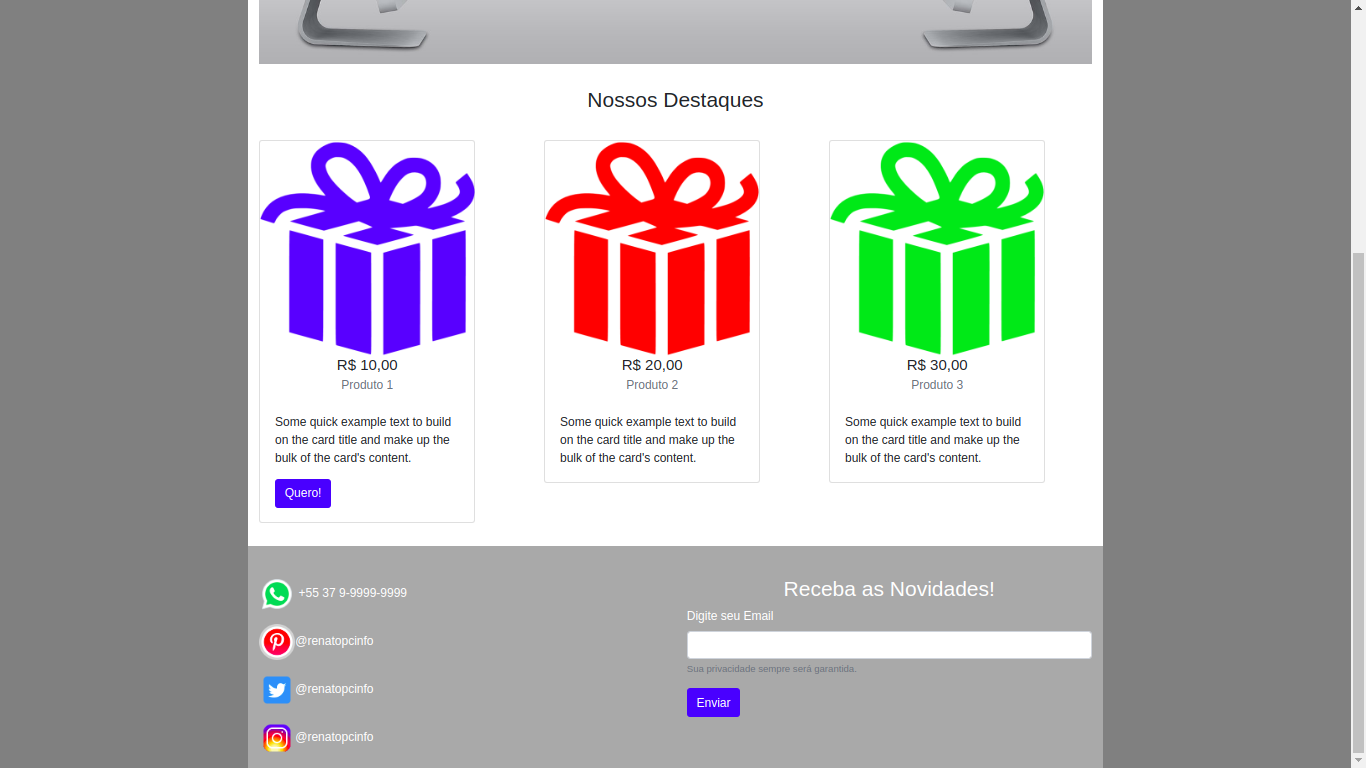 Nossos Destaques
R$ 10,00
Produto 1
Some quick example text to build
on the card title and make up the
bulk of the card's content.
Quero!
R$ 20,00
Produto 2
Some quick example text to build
on the card title and make up the
bulk of the card's content.
R$ 30,00
Produto 3
Some quick example text to build
on the card title and make up the
bulk of the card's content.
+55 37 9-9999-9999
@renatopcinfo
@renatopcinfo
@renatopcinfo
Receba as Novidades!
Digite seu Email
Sua privacidade sempre será garantida.
Enviar